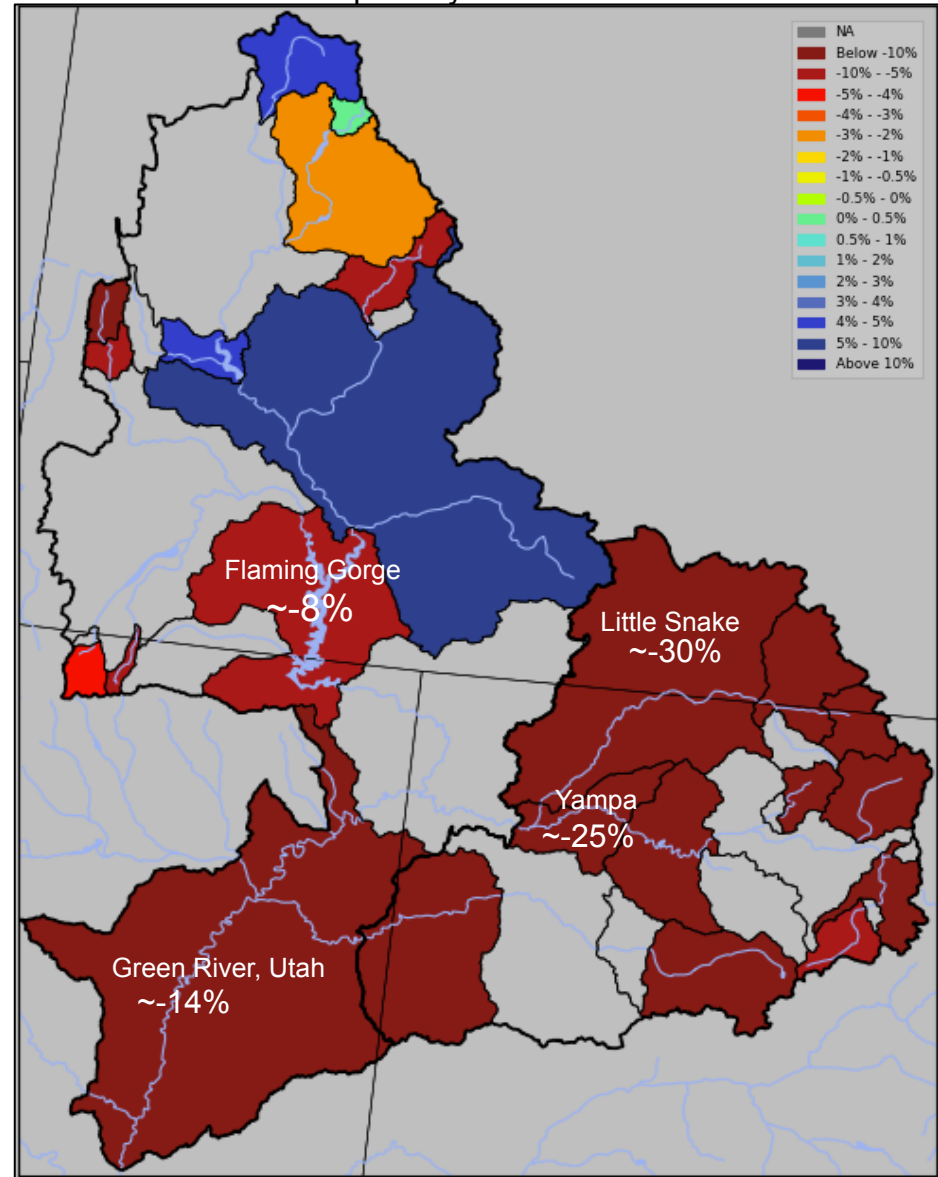 NA
Below -10%
-10% - -5%
-5% - -4%
-4% - -3%
-3% - -2%
-2% - -1%
-1% - -0.5%
-0.5% - 0%
0% - 0.5%
0.5% - 1%
1% - 2%
2% - 3%
3% - 4%
4% - 5%
5% - 10%
Above 10%
Flaming Gorge
~-8%
Little Snake
~-30%
Yampa
~-25%
Green River, Utah
~-14%